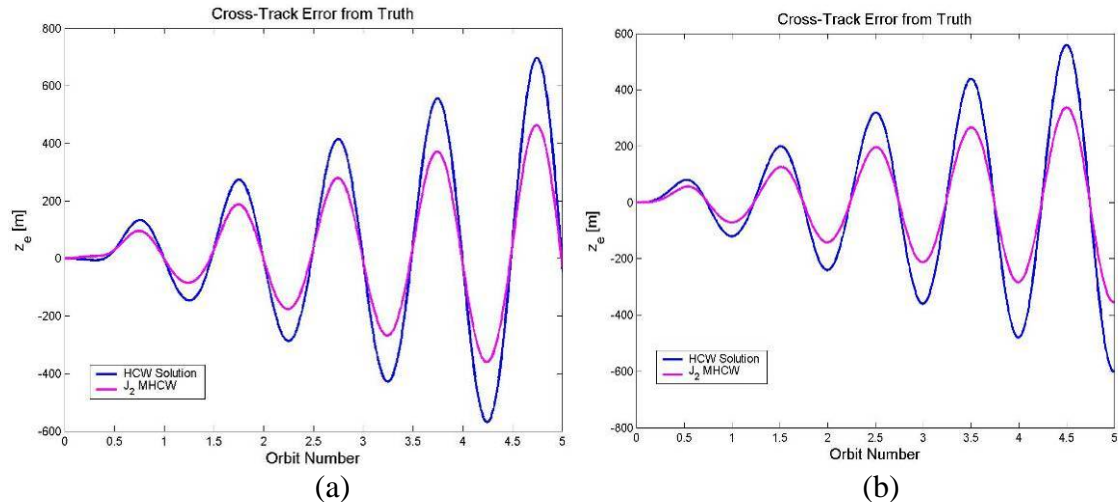 Cross-Track Error from Truth
800
600
400
200
0
-200
-400
-600
z_e [m]
HCW Solution
J₂ MHCW
0 0.5 1 1.5 2 2.5 3 3.5 4 4.5 5
Orbit Number
(a)
Cross-Track Error from Truth
600
400
200
0
-200
-400
-600
-800
z_e [m]
HCW Solution
J₂ MHCW
0 0.5 1 1.5 2 2.5 3 3.5 4 4.5 5
Orbit Number
(b)